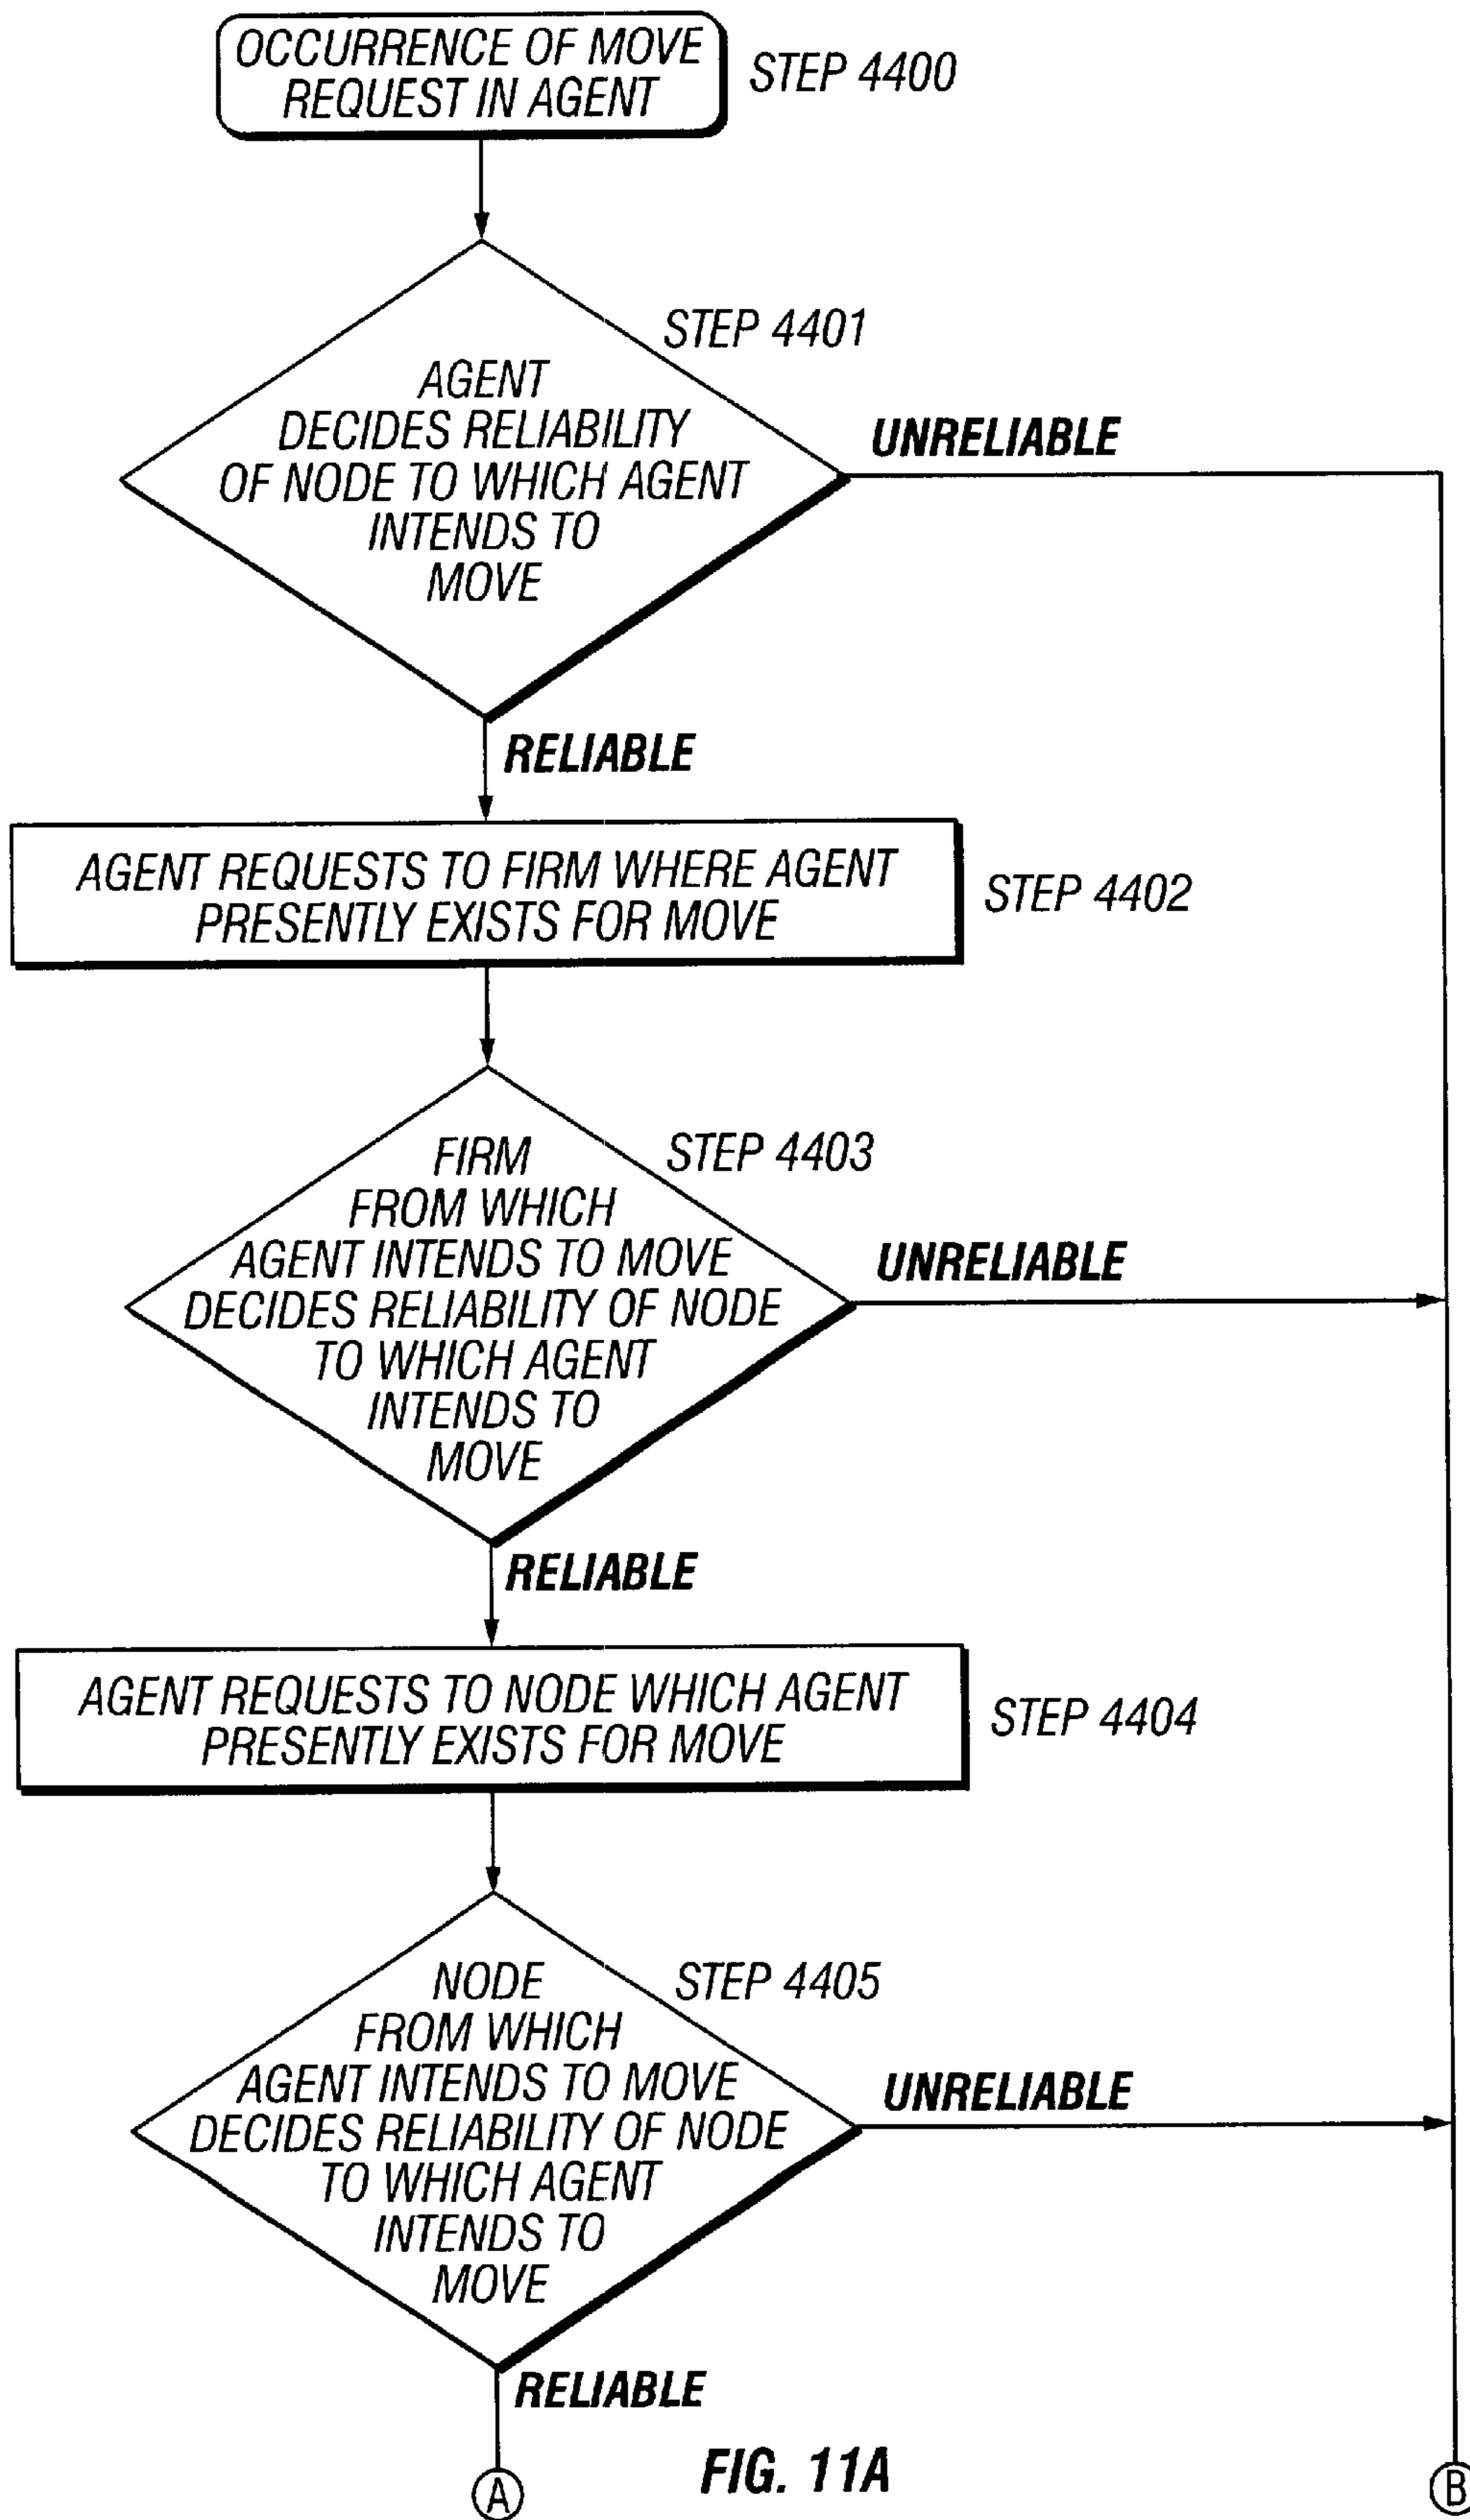 OCCURRENCE OF MOVE
REQUEST IN AGENT
STEP 4400
STEP 4401
AGENT
DECIDES RELIABILITY
OF NODE TO WHICH AGENT
INTENDS TO
MOVE
UNRELIABLE
RELIABLE
AGENT REQUESTS TO FIRM WHERE AGENT
PRESENTLY EXISTS FOR MOVE
STEP 4402
STEP 4403
FIRM
FROM WHICH
AGENT INTENDS TO MOVE
DECIDES RELIABILITY OF NODE
TO WHICH AGENT
INTENDS TO
MOVE
UNRELIABLE
RELIABLE
AGENT REQUESTS TO NODE WHICH AGENT
PRESENTLY EXISTS FOR MOVE
STEP 4404
STEP 4405
NODE
FROM WHICH
AGENT INTENDS TO MOVE
DECIDES RELIABILITY OF NODE
TO WHICH AGENT
INTENDS TO
MOVE
UNRELIABLE
RELIABLE
A
FIG. 11A
B